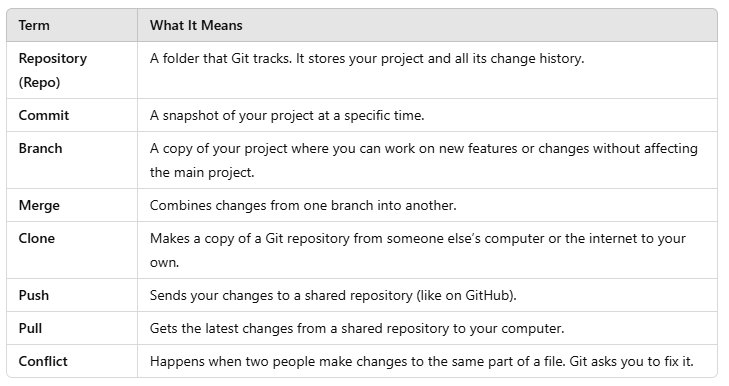 Term What It Means
Repository A folder that Git tracks. It stores your project and all its change history.
(Repo)
Commit A snapshot of your project at a specific time.
Branch A copy of your project where you can work on new features or changes without affecting
the main project.
Merge Combines changes from one branch into another.
Clone Makes a copy of a Git repository from someone else’s computer or the internet to your
own.
Push Sends your changes to a shared repository (like on GitHub).
Pull Gets the latest changes from a shared repository to your computer.
Conflict Happens when two people make changes to the same part of a file. Git asks you to fix it.